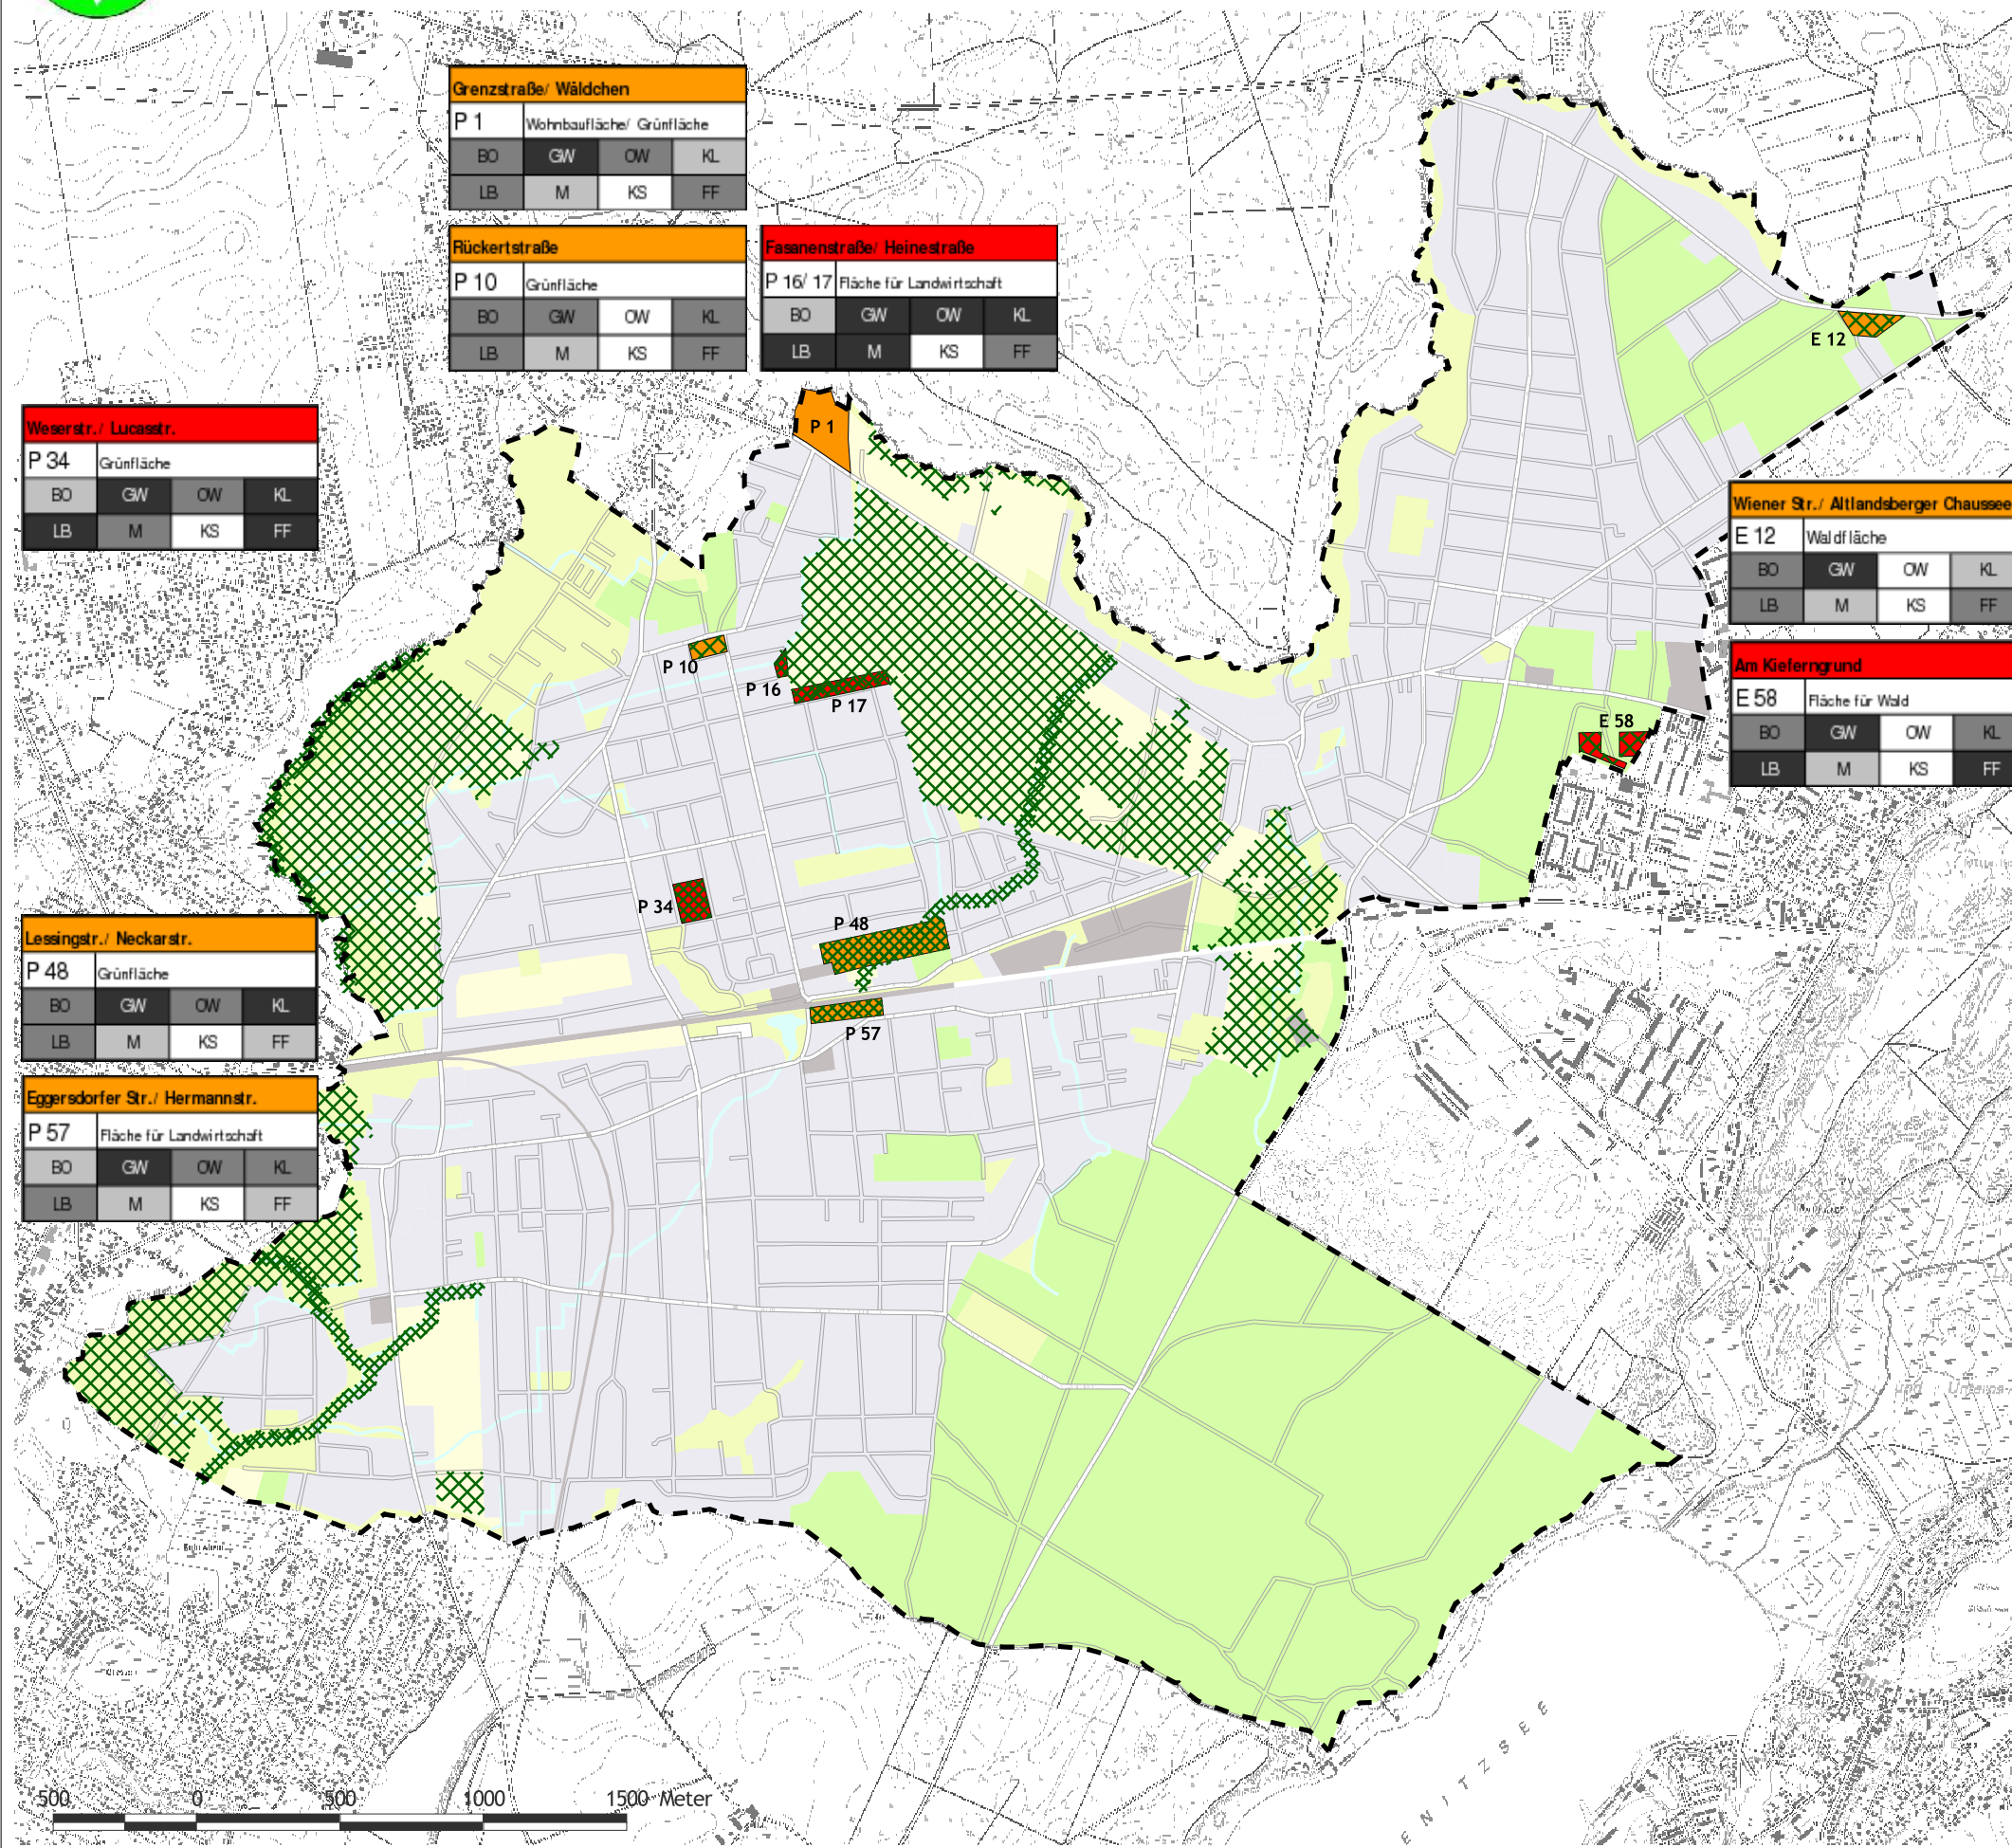 Grenzstraße/ Wäldchen
P 1 Wohnbaufläche/ Grünfläche
BO GW OW KL
LB M KS FF
Rückertstraße
P 10 Grünfläche
BO GW OW KL
LB M KS FF
Fasanenstraße/ Heinestraße
P 16/ 17 Fläche für Landwirtschaft
BO GW OW KL
LB M KS FF
Weserstr./ Lucasstr.
P 34 Grünfläche
BO GW OW KL
LB M KS FF
Wiener Str./ Altlandsberger Chaussee
E 12 Waldfläche
BO GW OW KL
LB M KS FF
Am Kieferngrund
E 58 Fläche für Wald
BO GW OW KL
LB M KS FF
Lessingstr./ Neckarstr.
P 48 Grünfläche
BO GW OW KL
LB M KS FF
Eggersdorfer Str./ Hermannstr.
P 57 Fläche für Landwirtschaft
BO GW OW KL
LB M KS FF
E 12
P 1
P 10
P 16
P 17
E 58
P 34
P 48
P 57
E N I T Z S E E
500 0 500 1000 1500 Meter